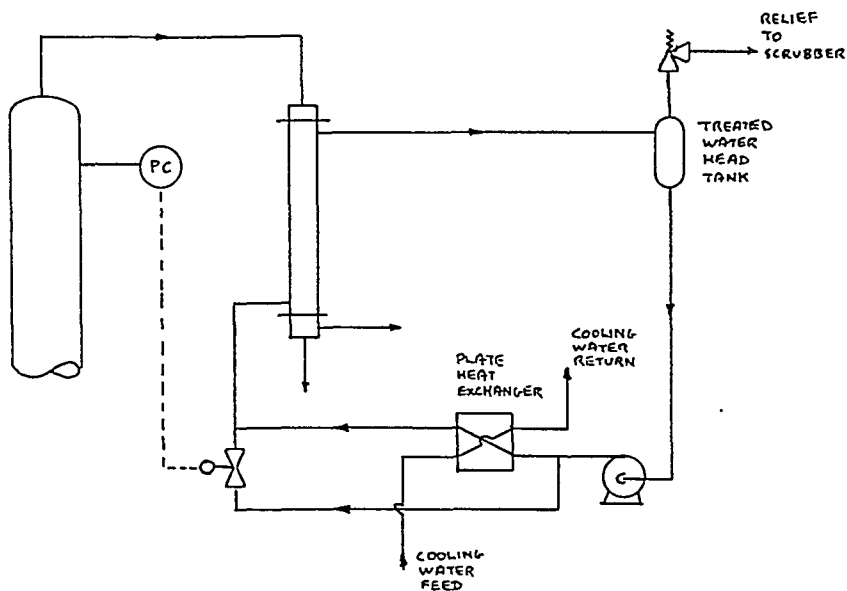 RELIEF
TO
SCRUBBER
TREATED
WATER
HEAD
TANK
PC
COOLING
WATER
RETURN
PLATE
HEAT
EXCHANGER
COOLING
WATER
FEED